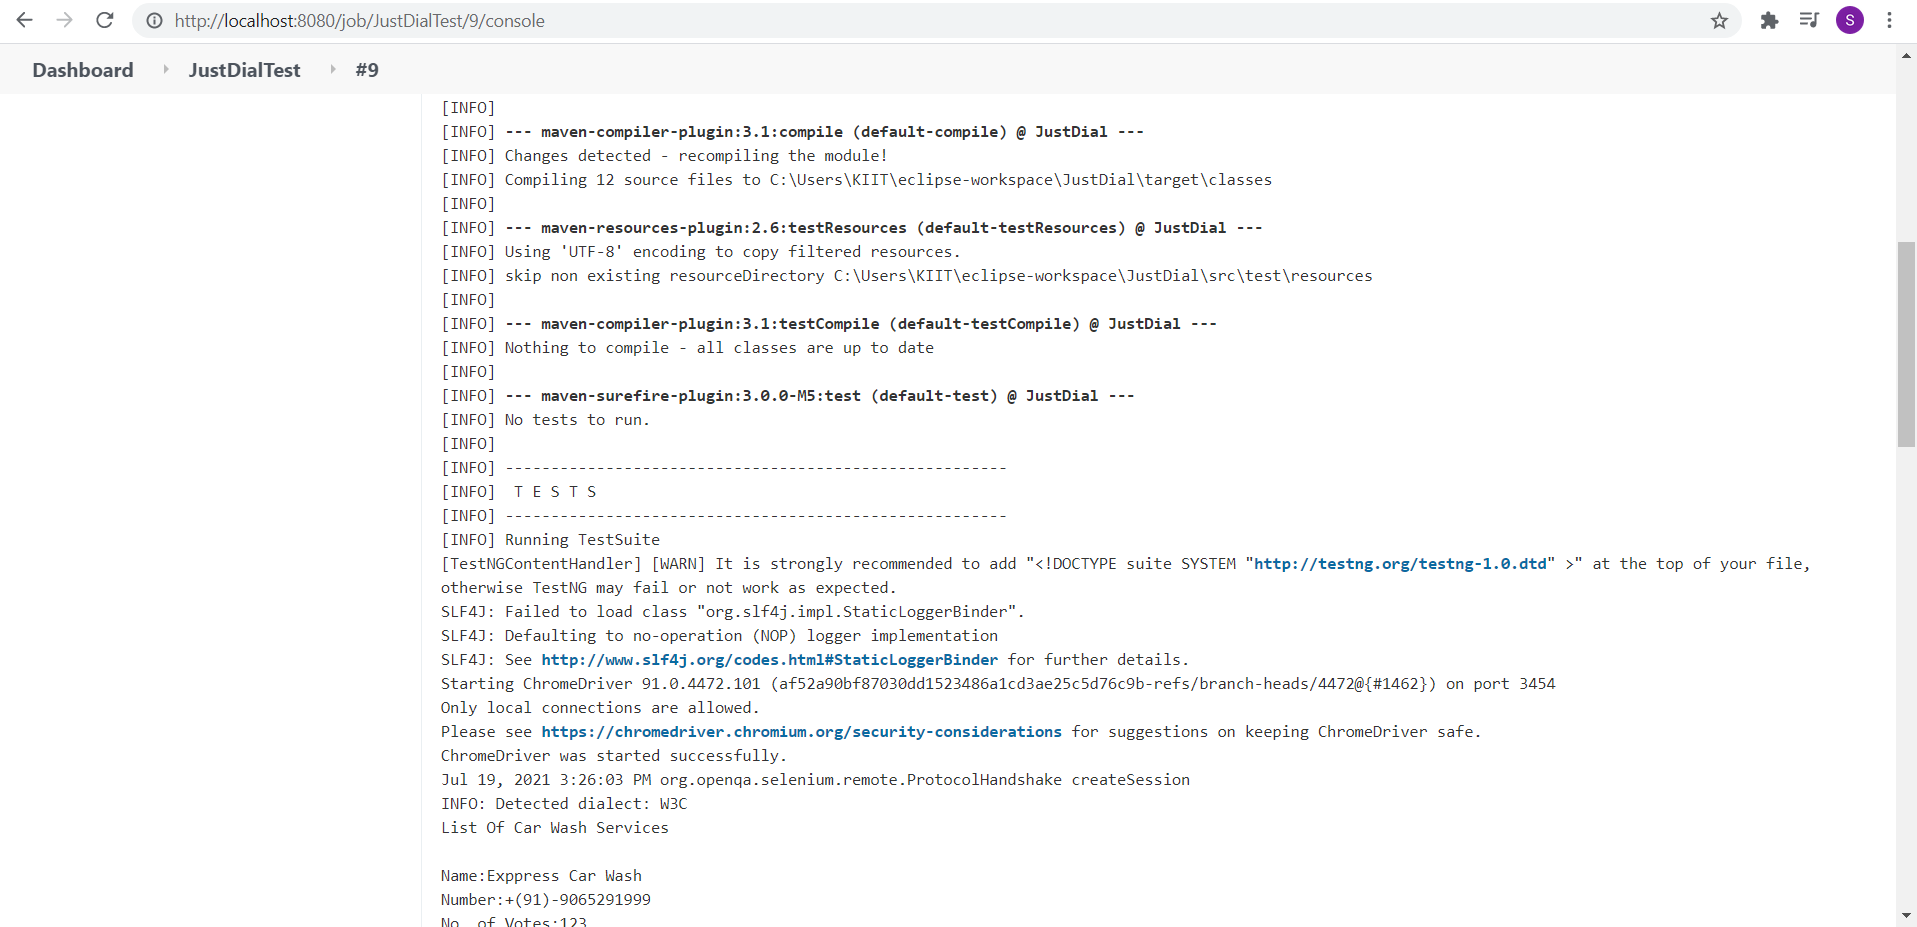 http://localhost:8080/job/JustDialTest/9/console
S
Dashboard JustDialTest #9
[INFO]
[INFO] --- maven-compiler-plugin:3.1:compile (default-compile) @ JustDial ---
[INFO] Changes detected - recompiling the module!
[INFO] Compiling 12 source files to C:\Users\KIIT\eclipse-workspace\JustDial\target\classes
[INFO]
[INFO] --- maven-resources-plugin:2.6:testResources (default-testResources) @ JustDial ---
[INFO] Using 'UTF-8' encoding to copy filtered resources.
[INFO] skip non existing resourceDirectory C:\Users\KIIT\eclipse-workspace\JustDial\src\test\resources
[INFO]
[INFO] --- maven-compiler-plugin:3.1:testCompile (default-testCompile) @ JustDial ---
[INFO] Nothing to compile - all classes are up to date
[INFO]
[INFO] --- maven-surefire-plugin:3.0.0-M5:test (default-test) @ JustDial ---
[INFO] No tests to run.
[INFO]
[INFO] -------------------------------------------------------
[INFO]  T E S T S
[INFO] -------------------------------------------------------
[INFO] Running TestSuite
[TestNGContentHandler] [WARN] It is strongly recommended to add "<!DOCTYPE suite SYSTEM "http://testng.org/testng-1.0.dtd" >" at the top of your file,
otherwise TestNG may fail or not work as expected.
SLF4J: Failed to load class "org.slf4j.impl.StaticLoggerBinder".
SLF4J: Defaulting to no-operation (NOP) logger implementation
SLF4J: See http://www.slf4j.org/codes.html#StaticLoggerBinder for further details.
Starting ChromeDriver 91.0.4472.101 (af52a90bf87030dd1523486a1cd3ae25c5d76c9b-refs/branch-heads/4472@{#1462}) on port 3454
Only local connections are allowed.
Please see https://chromedriver.chromium.org/security-considerations for suggestions on keeping ChromeDriver safe.
ChromeDriver was started successfully.
Jul 19, 2021 3:26:03 PM org.openqa.selenium.remote.ProtocolHandshake createSession
INFO: Detected dialect: W3C
List Of Car Wash Services
Name:Exppress Car Wash
Number:+(91)-9065291999
No. of Votes:123